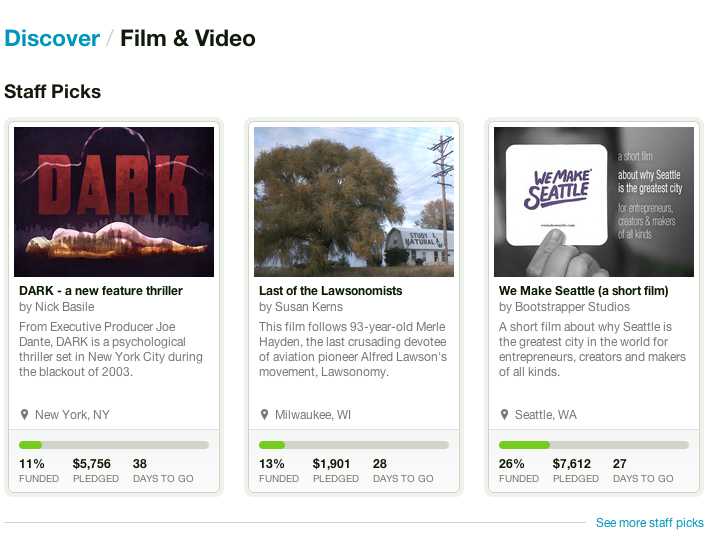 Discover / Film & Video
Staff Picks
DARK
DARK - a new feature thriller
by Nick Basile
From Executive Producer Joe
Dante, DARK is a psychological
thriller set in New York City during
the blackout of 2003.
New York, NY
11% $5,756 38
FUNDED PLEDGED DAYS TO GO
STUDY
NATURAL
Last of the Lawsonomists
by Susan Kerns
This film follows 93-year-old Merle
Hayden, the last crusading devotee
of aviation pioneer Alfred Lawson's
movement, Lawsonomy.
Milwaukee, WI
13% $1,901 28
FUNDED PLEDGED DAYS TO GO
WE MAKE
SEATTLE
wemakeseattle.com
a short film
about why Seattle
is the greatest city
for entrepreneurs,
creators & makers
of all kinds
We Make Seattle (a short film)
by Bootstrapper Studios
A short film about why Seattle is
the greatest city in the world for
entrepreneurs, creators and makers
of all kinds.
Seattle, WA
26% $7,612 27
FUNDED PLEDGED DAYS TO GO
See more staff picks